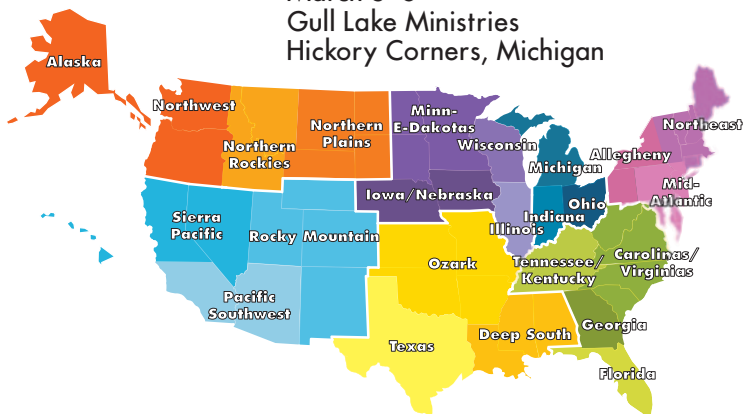 Gull Lake Ministries
Hickory Corners, Michigan
Alaska
Northwest
Northern
Rockies
Northern
Plains
Minn-
E-Dakotas
Wisconsin
Michigan
Allegheny
Northeast
Mid-
Atlantic
Iowa/Nebraska
Illinois
Indiana
Ohio
Sierra
Pacific
Rocky Mountain
Pacific
Southwest
Ozark
Tennessee/
Kentucky
Carolinas/
Virginias
Texas
Deep South
Georgia
Florida